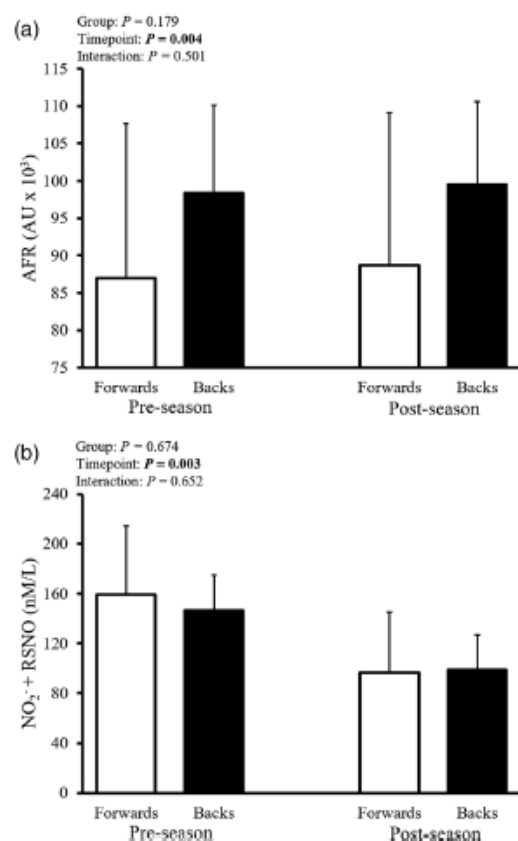 (a)
Group: P = 0.179
Timepoint: P = 0.004
Interaction: P = 0.501
AFR (AU x 10³)
115
110
105
100
95
90
85
80
75
Forwards Backs Forwards Backs
Pre-season Post-season
(b)
Group: P = 0.674
Timepoint: P = 0.003
Interaction: P = 0.652
NO₂⁻ + RSNO (nM/L)
240
200
160
120
80
40
0
Forwards Backs Forwards Backs
Pre-season Post-season